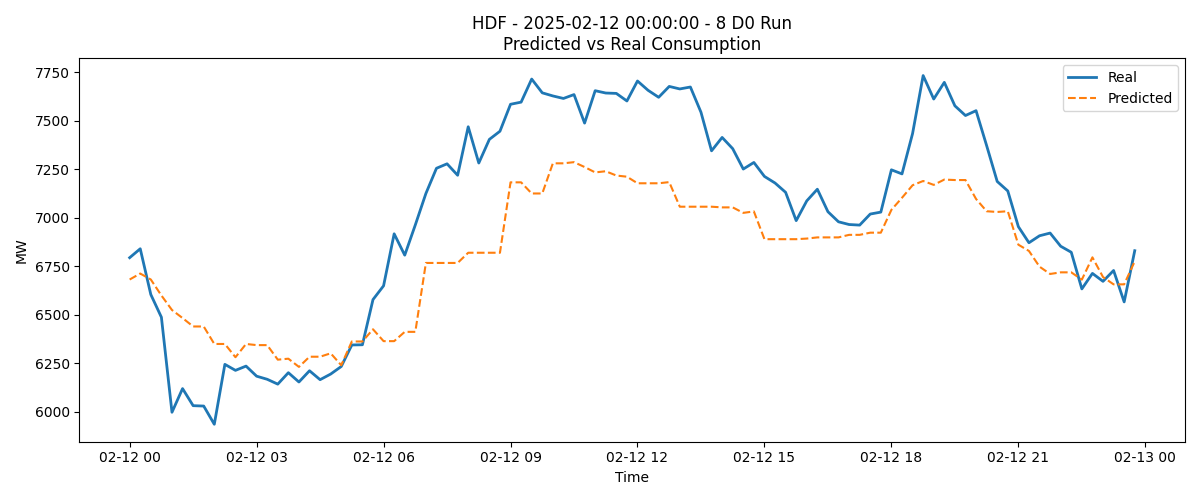 HDF - 2025-02-12 00:00:00 - 8 D0 Run
Predicted vs Real Consumption
Real
Predicted
MW
7750
7500
7250
7000
6750
6500
6250
6000
02-12 00
02-12 03
02-12 06
02-12 09
02-12 12
02-12 15
02-12 18
02-12 21
02-13 00
Time